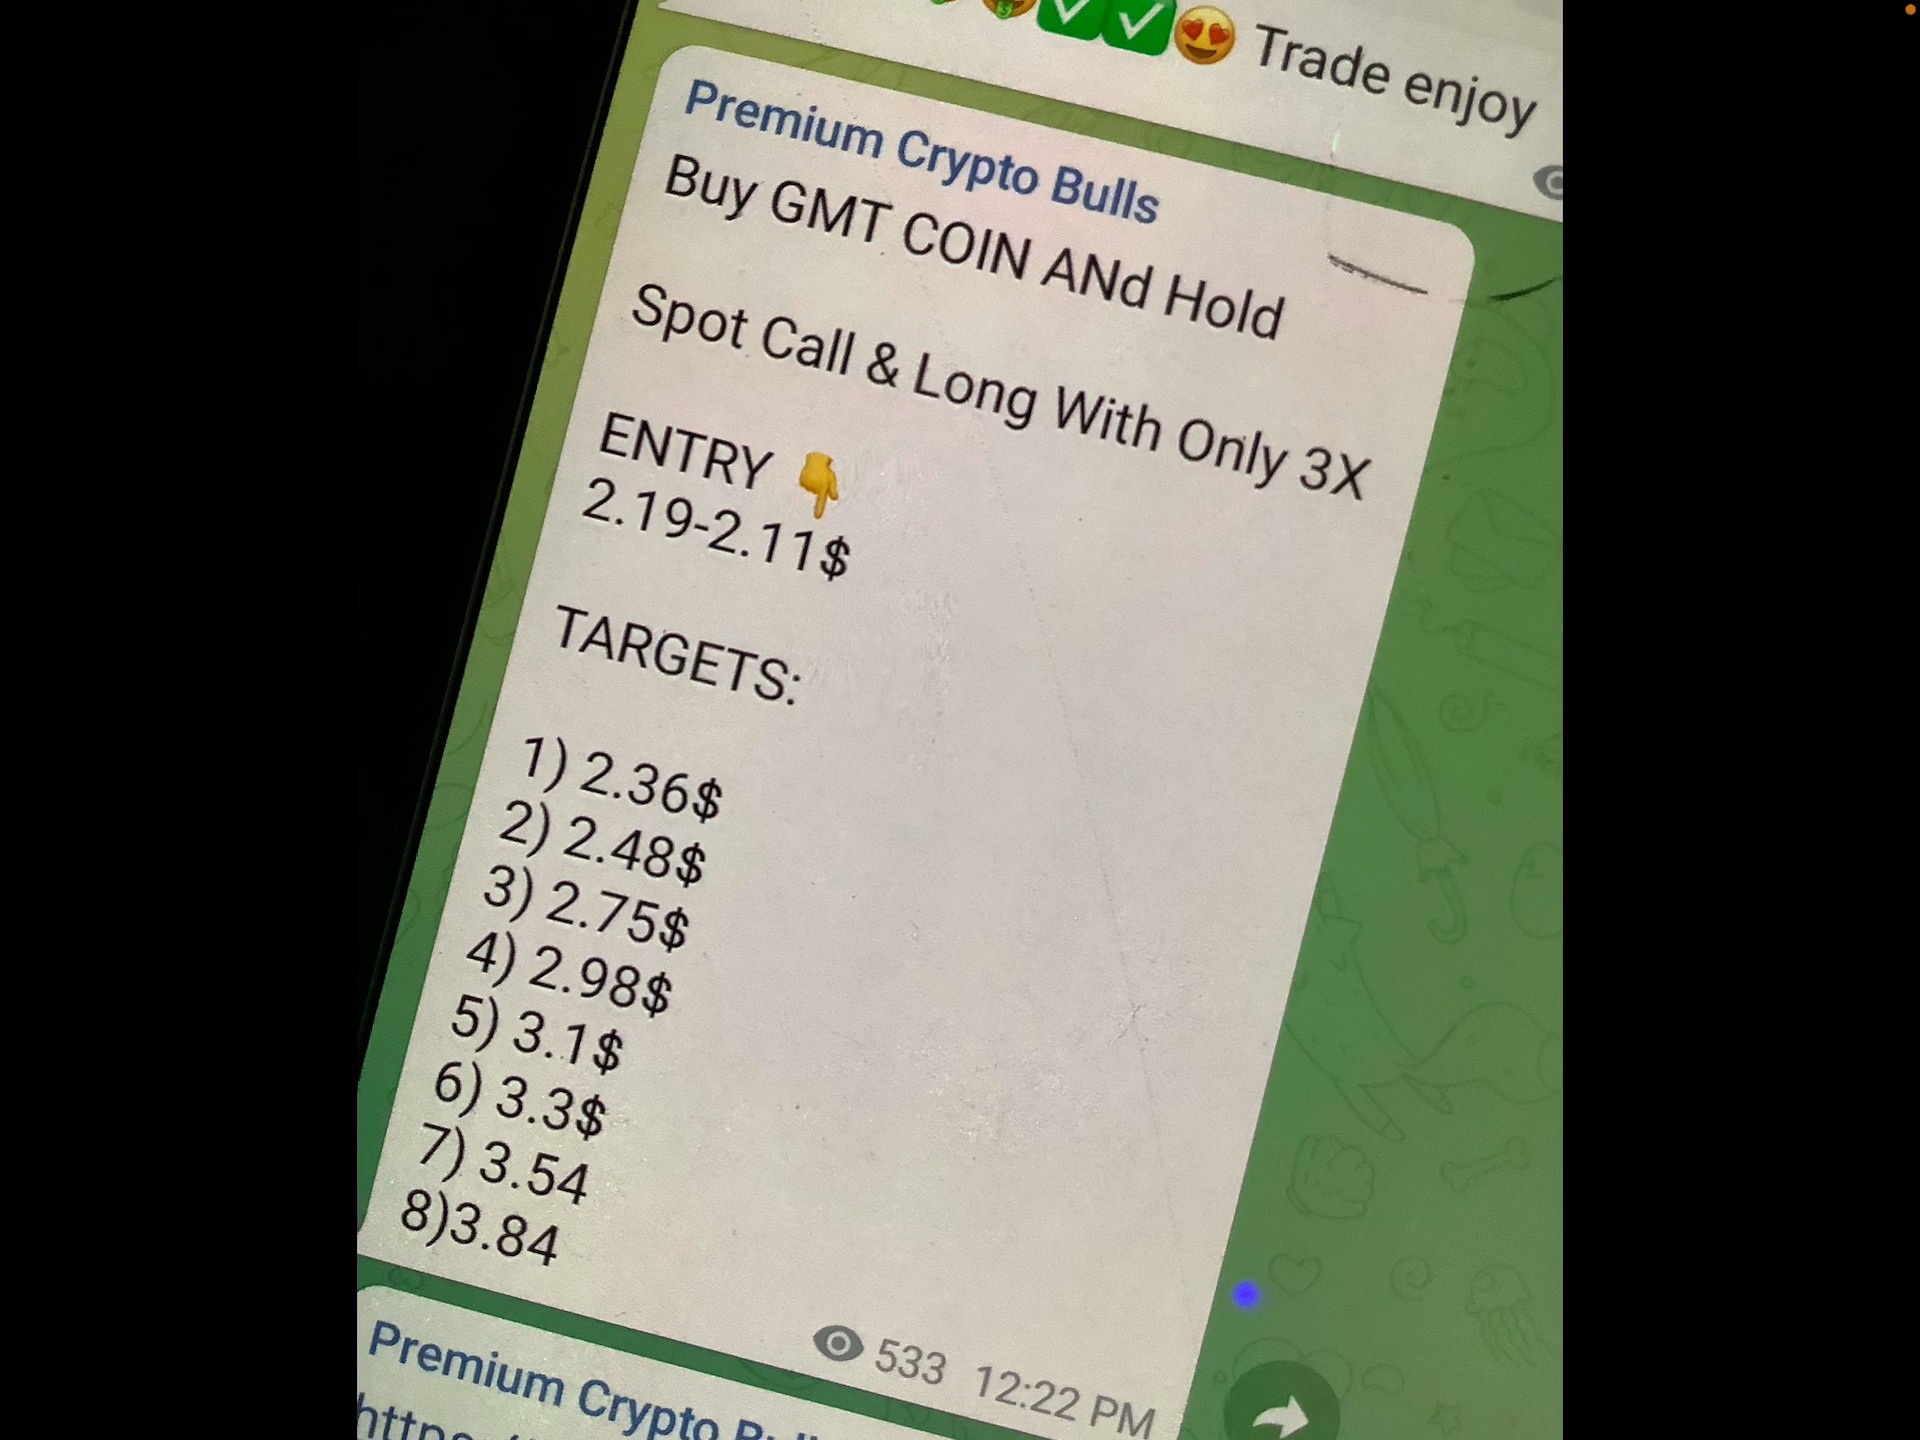 Trade enjoy
Premium Crypto Bulls
Buy GMT COIN ANd Hold
Spot Call & Long With Only 3X
ENTRY 👇
2.19-2.11$
TARGETS:
1) 2.36$
2) 2.48$
3) 2.75$
4) 2.98$
5) 3.1$
6) 3.3$
7) 3.54
8)3.84
533 12:22 PM
Premium Crypto